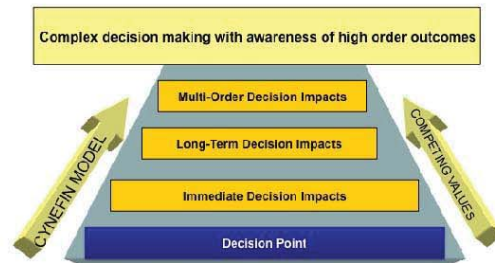 Complex decision making with awareness of high order outcomes
Multi-Order Decision Impacts
Long-Term Decision Impacts
Immediate Decision Impacts
Decision Point
CYNEFIN MODEL
COMPETING VALUES